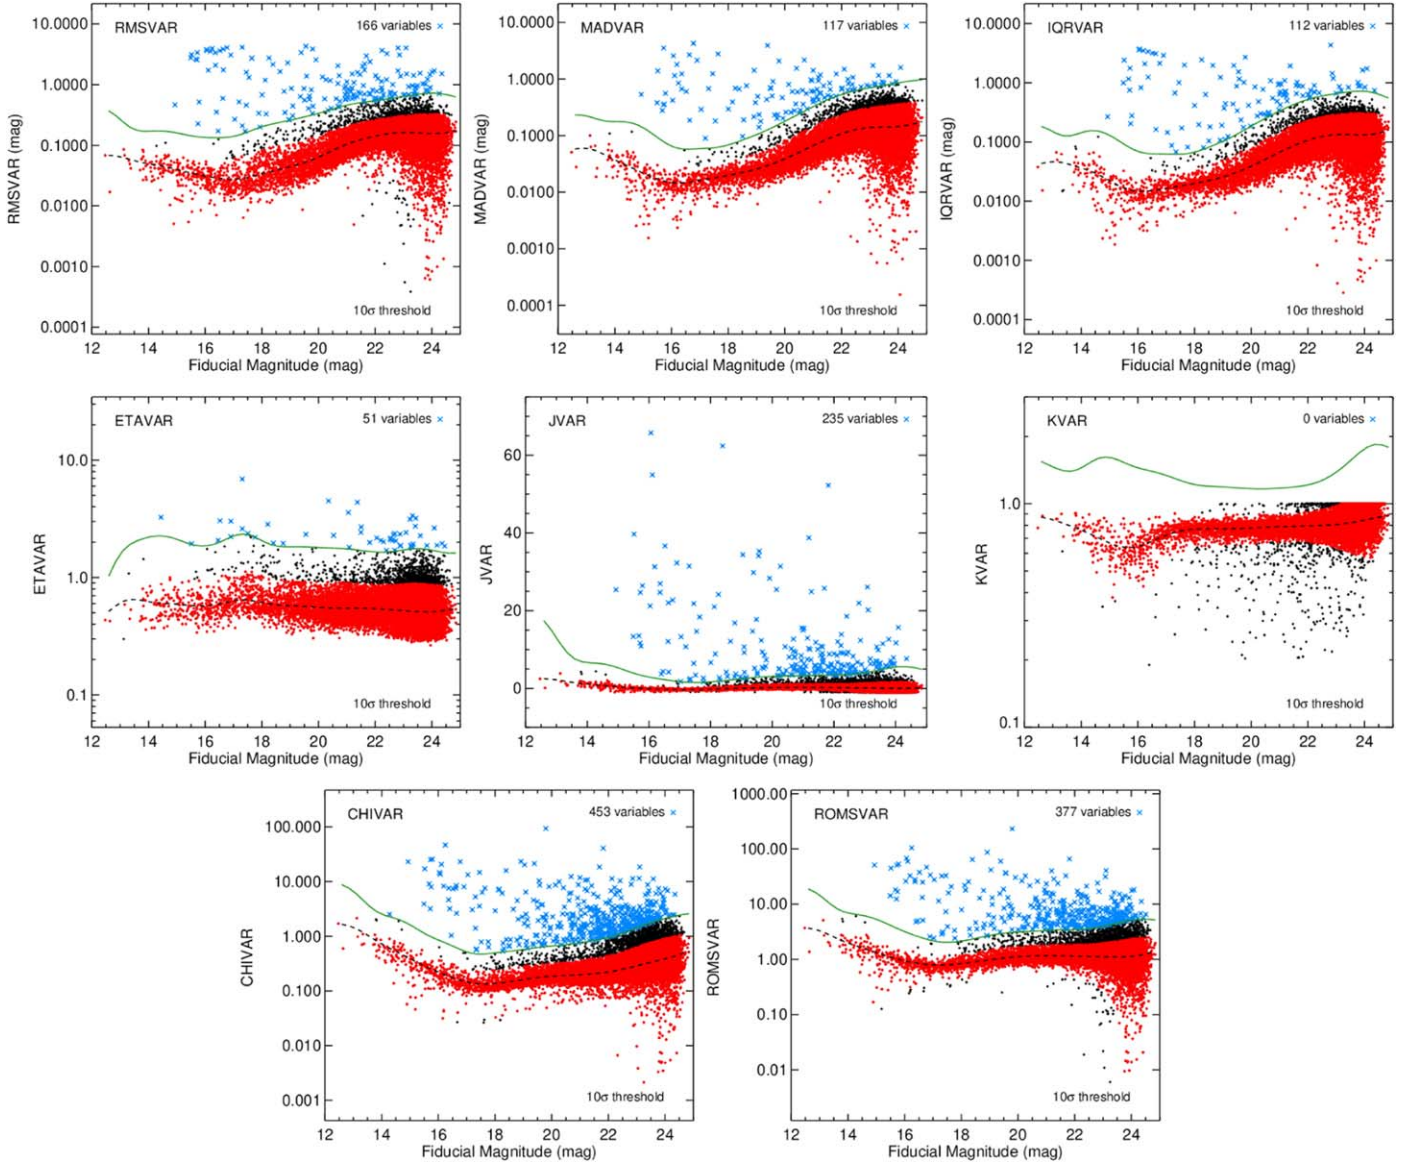 RMSVAR
166 variables
10.0000
1.0000
0.1000
0.0100
0.0010
0.0001
RMSVAR (mag)
10σ threshold
12 14 16 18 20 22 24
Fiducial Magnitude (mag)
MADVAR
117 variables
10.0000
1.0000
0.1000
0.0100
0.0010
0.0001
MADVAR (mag)
10σ threshold
12 14 16 18 20 22 24
Fiducial Magnitude (mag)
IQRVAR
112 variables
10.0000
1.0000
0.1000
0.0100
0.0010
0.0001
IQRVAR (mag)
10σ threshold
12 14 16 18 20 22 24
Fiducial Magnitude (mag)
ETAVAR
51 variables
10.0
1.0
0.1
ETAVAR
10σ threshold
12 14 16 18 20 22 24
Fiducial Magnitude (mag)
JVAR
235 variables
60
40
20
0
JVAR
10σ threshold
12 14 16 18 20 22 24
Fiducial Magnitude (mag)
KVAR
0 variables
1.0
0.1
KVAR
10σ threshold
12 14 16 18 20 22 24
Fiducial Magnitude (mag)
CHIVAR
453 variables
100.000
10.000
1.000
0.100
0.010
0.001
CHIVAR
10σ threshold
12 14 16 18 20 22 24
Fiducial Magnitude (mag)
ROMSVAR
377 variables
1000.00
100.00
10.00
1.00
0.10
0.01
ROMSVAR
10σ threshold
12 14 16 18 20 22 24
Fiducial Magnitude (mag)